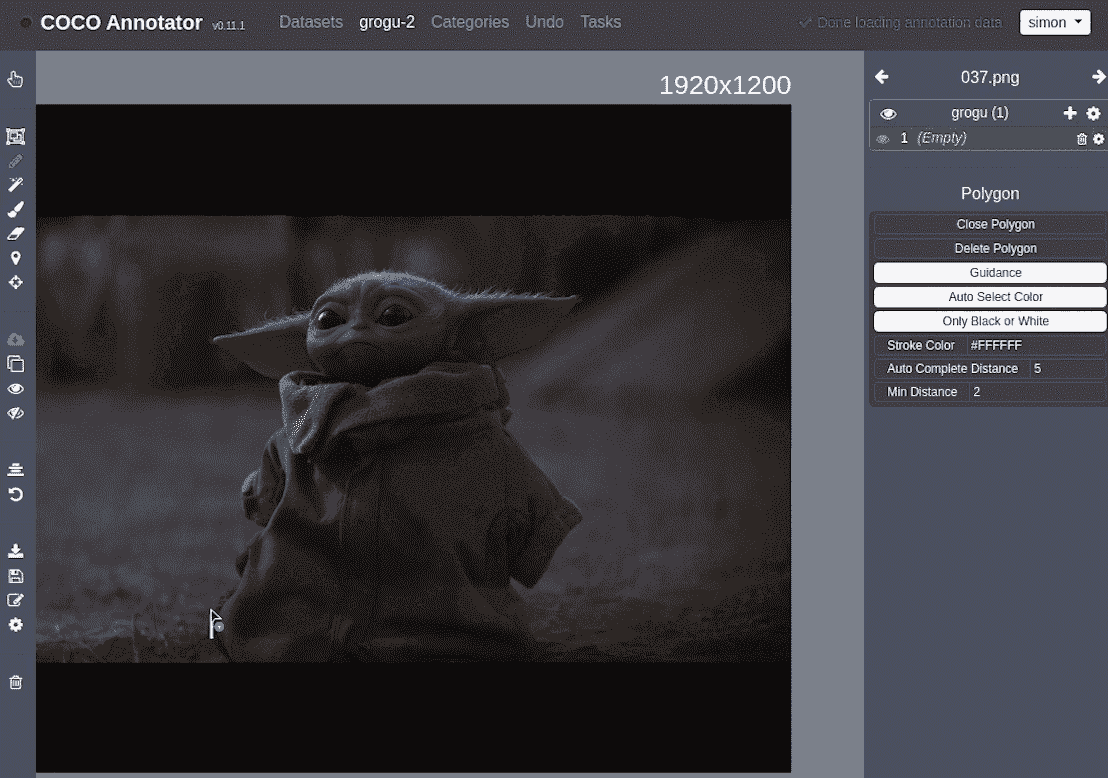 COCO Annotator v0.11.1 Datasets grogu-2 Categories Undo Tasks Done loading annotation data simon
1920x1200
037.png
grogu (1)
1 (Empty)
Polygon
Close Polygon
Delete Polygon
Guidance
Auto Select Color
Only Black or White
Stroke Color #FFFFFF
Auto Complete Distance 5
Min Distance 2